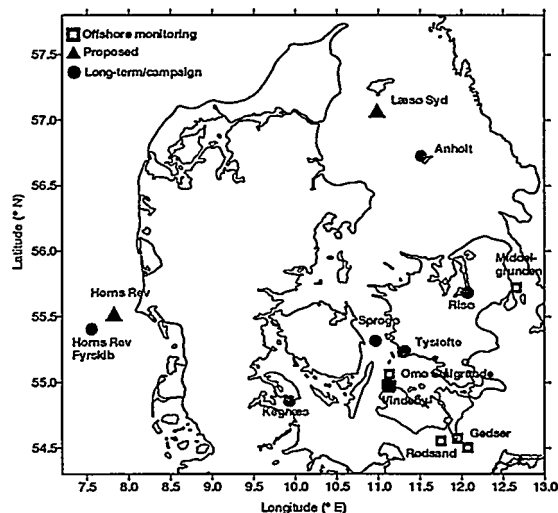 Offshore monitoring
Proposed
Long-term/campaign
57.5
57.0
56.5
56.0
55.5
55.0
54.5
Latitude (° N)
Læsø Syd
Anholt
Middel-
grunden
Risø
Horns Rev
Horns Rev
Fyrskib
Sprogø
Tystofte
Omø Stålgrunde
Vindeby
Kegnæs
Gedser
Rødsand
7.5 8.0 8.5 9.0 9.5 10.0 10.5 11.0 11.5 12.0 12.5 13.0
Longitude (° E)